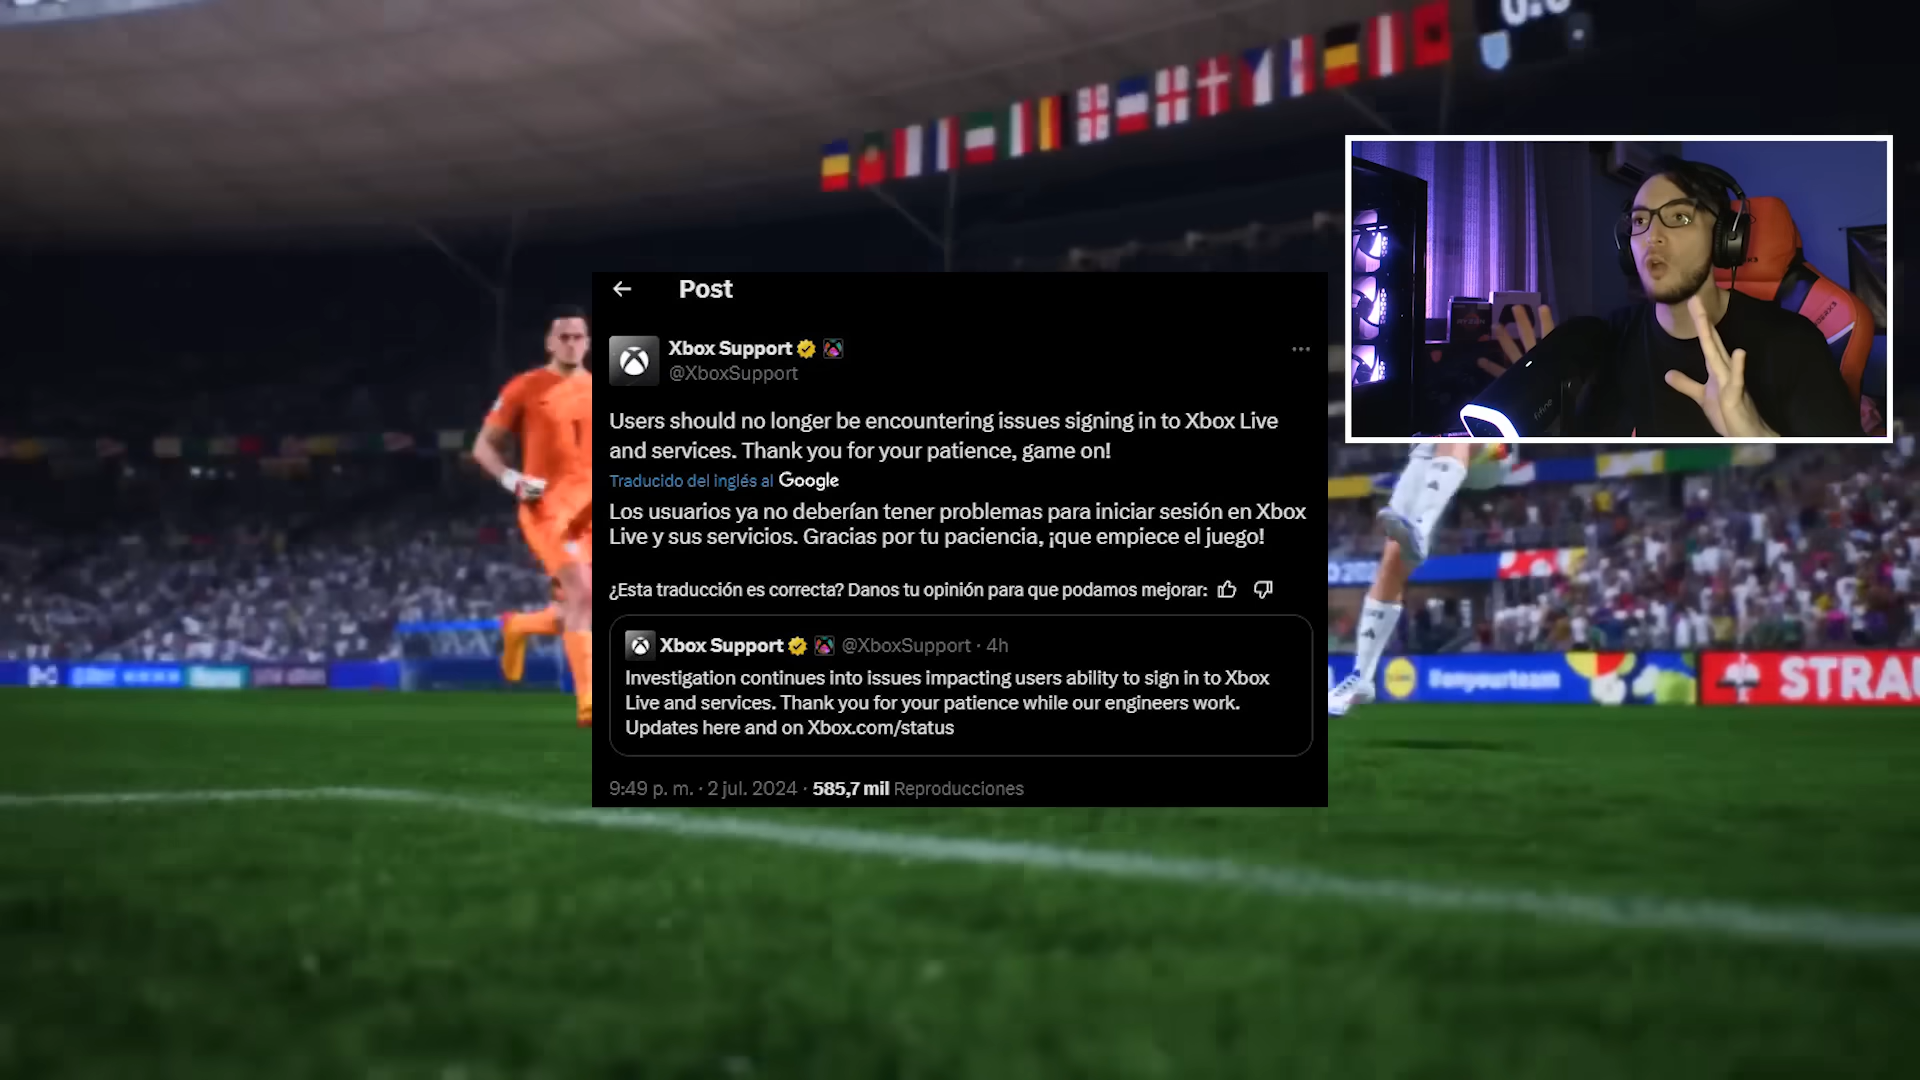 Post
Xbox Support
@XboxSupport
Users should no longer be encountering issues signing in to Xbox Live
and services. Thank you for your patience, game on!
Traducido del inglés al Google
Los usuarios ya no deberían tener problemas para iniciar sesión en Xbox
Live y sus servicios. Gracias por tu paciencia, ¡que empiece el juego!
¿Esta traducción es correcta? Danos tu opinión para que podamos mejorar:
Xbox Support @XboxSupport · 4h
Investigation continues into issues impacting users ability to sign in to Xbox
Live and services. Thank you for your patience while our engineers work.
Updates here and on Xbox.com/status
9:49 p. m. · 2 jul. 2024 · 585,7 mil Reproducciones
#onyourteam
STRAU
fifine